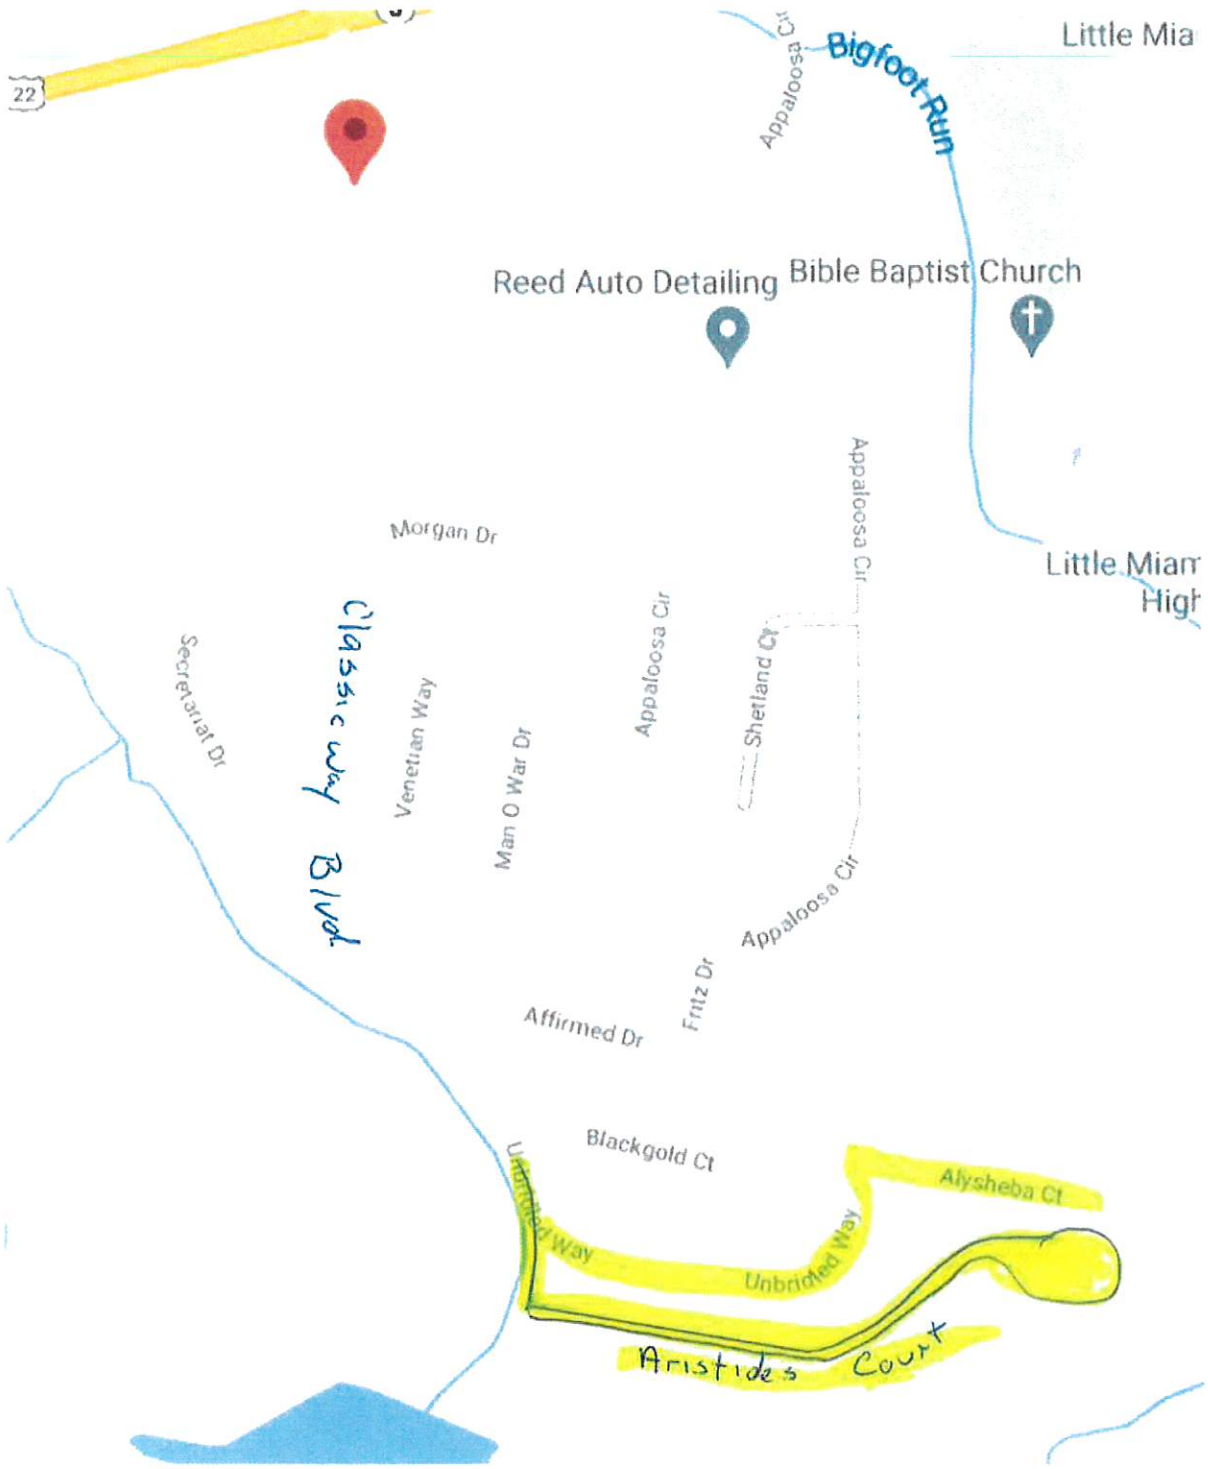 22
Appaloosa Cir
Bigfoot Run
Little Mia
Reed Auto Detailing
Bible Baptist Church
Morgan Dr
Appaloosa Cir
Little Miam
High
Secretariat Dr
Classic way Blvd
Venetian Way
Man O War Dr
Appaloosa Cir
Shetland Ct
Appaloosa Cir
Fritz Dr
Affirmed Dr
Blackgold Ct
Unbridled Way
Alysheba Ct
Unbridled Way
Aristides Court